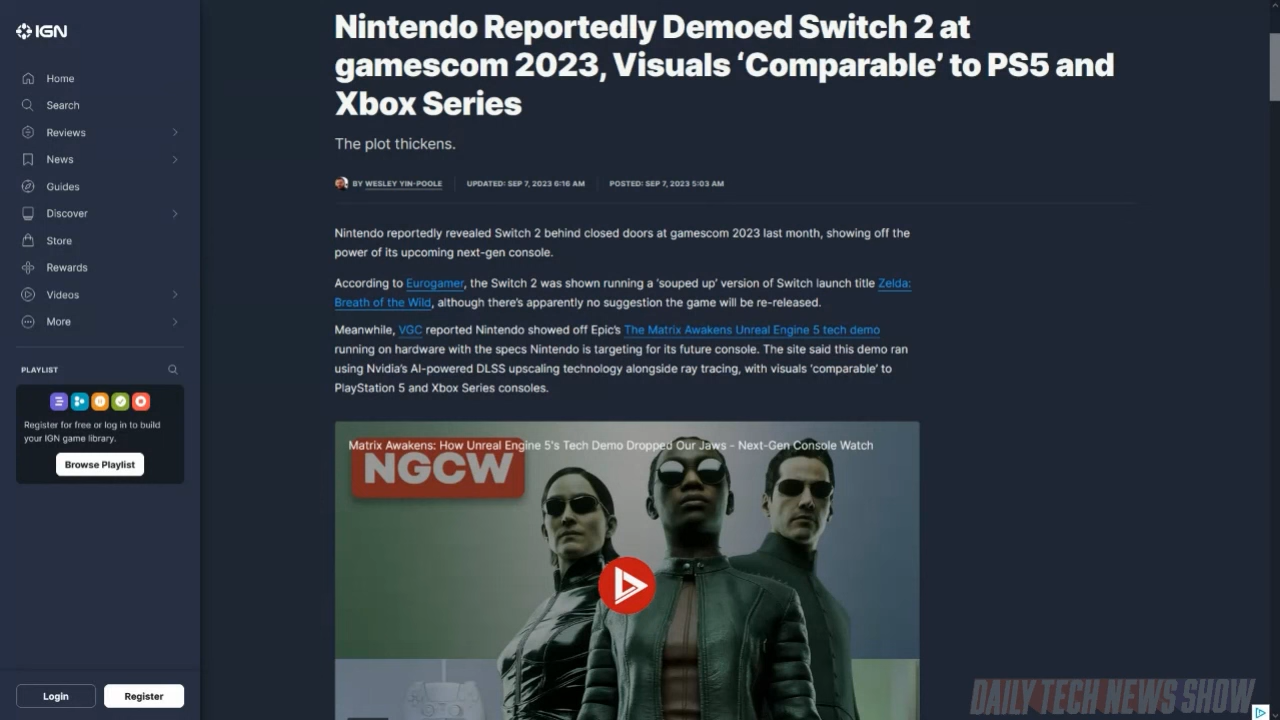 IGN
Home
Search
Reviews
News
Guides
Discover
Store
Rewards
Videos
More
PLAYLIST
Register for free or log in to build
your IGN game library.
Browse Playlist
Login
Register
Nintendo Reportedly Demoed Switch 2 at
gamescom 2023, Visuals ‘Comparable’ to PS5 and
Xbox Series
The plot thickens.
BY WESLEY YIN-POOLE
UPDATED: SEP 7, 2023 6:16 AM
POSTED: SEP 7, 2023 5:03 AM
Nintendo reportedly revealed Switch 2 behind closed doors at gamescom 2023 last month, showing off the
power of its upcoming next-gen console.
According to Eurogamer, the Switch 2 was shown running a ‘souped up’ version of Switch launch title Zelda:
Breath of the Wild, although there’s apparently no suggestion the game will be re-released.
Meanwhile, VGC reported Nintendo showed off Epic’s The Matrix Awakens Unreal Engine 5 tech demo
running on hardware with the specs Nintendo is targeting for its future console. The site said this demo ran
using Nvidia’s AI-powered DLSS upscaling technology alongside ray tracing, with visuals ‘comparable’ to
PlayStation 5 and Xbox Series consoles.
Matrix Awakens: How Unreal Engine 5's Tech Demo Dropped Our Jaws - Next-Gen Console Watch
NGCW
DAILY TECH NEWS SHOW